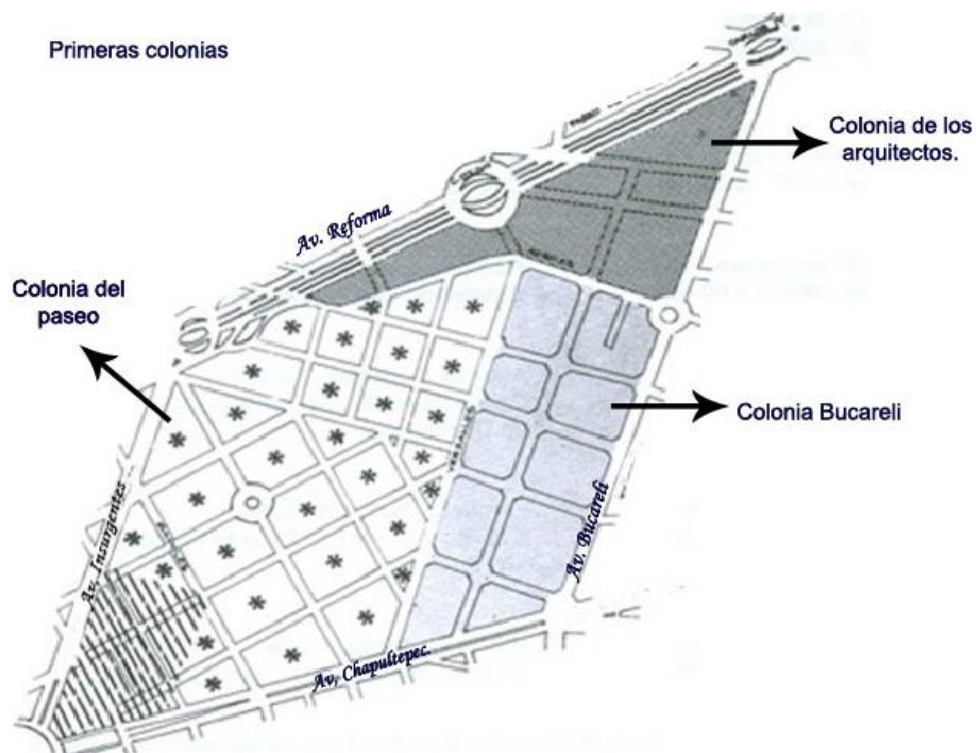 Primeras colonias
Colonia de los
arquitectos.
Av. Reforma
Colonia del
paseo
Colonia Bucareli
VERSALLES
Av. Insurgentes
Av. Bucareli
Av, Chapultepec.